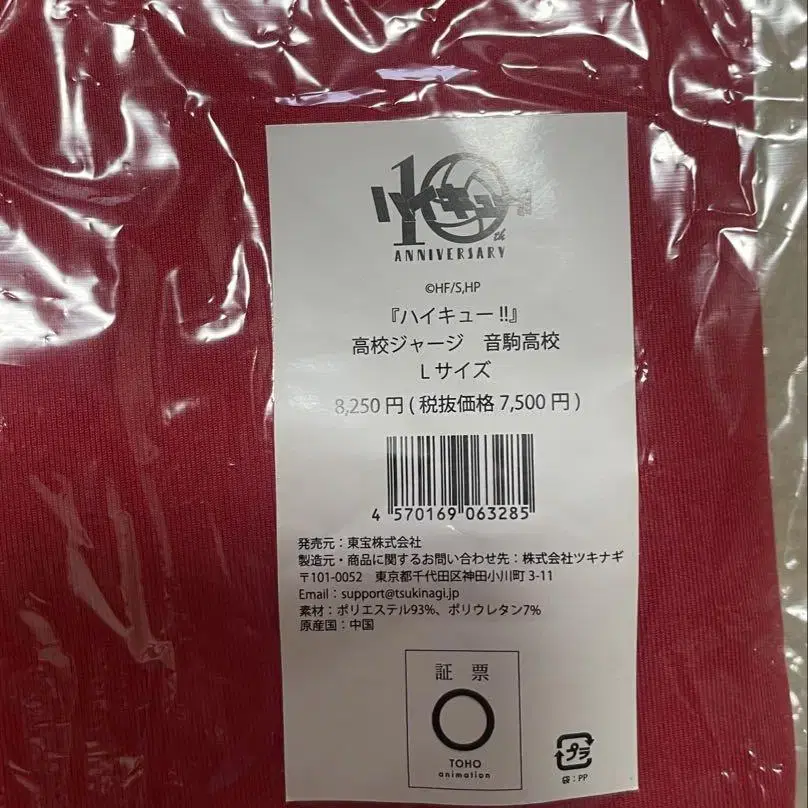 10th
ハイキュー!!
ANNIVERSARY
©HF/S,HP
『ハイキュー!!』
高校ジャージ 音駒高校
Lサイズ
8,250円(税抜価格7,500円)
4 570169 063285
発売元：東宝株式会社
製造元・商品に関するお問い合わせ先：株式会社ツキナギ
〒101-0052 東京都千代田区神田小川町3-11
Email：support@tsukinagi.jp
素材：ポリエステル93%、ポリウレタン7%
原産国：中国
証票
TOHO
animation
プラ
袋：PP